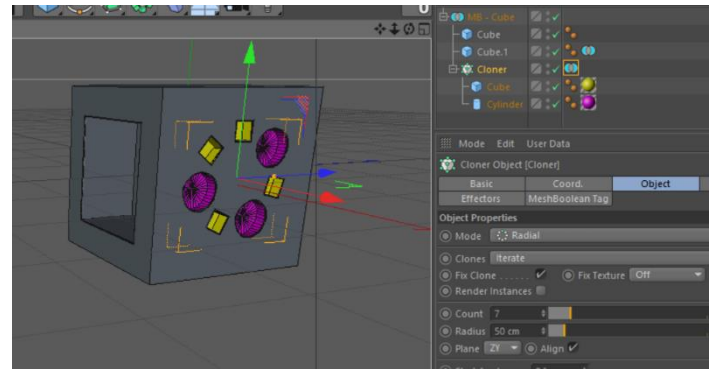 MB - Cube
Cube
Cube.1
Cloner
Cube
Cylinder
Mode Edit User Data
Cloner Object [Cloner]
Basic Coord. Object
Effectors MeshBoolean Tag
Object Properties
Mode Radial
Clones Iterate
Fix Clone . . . . . Fix Texture Off
Render Instances
Count 7
Radius 50 cm
Plane ZY Align